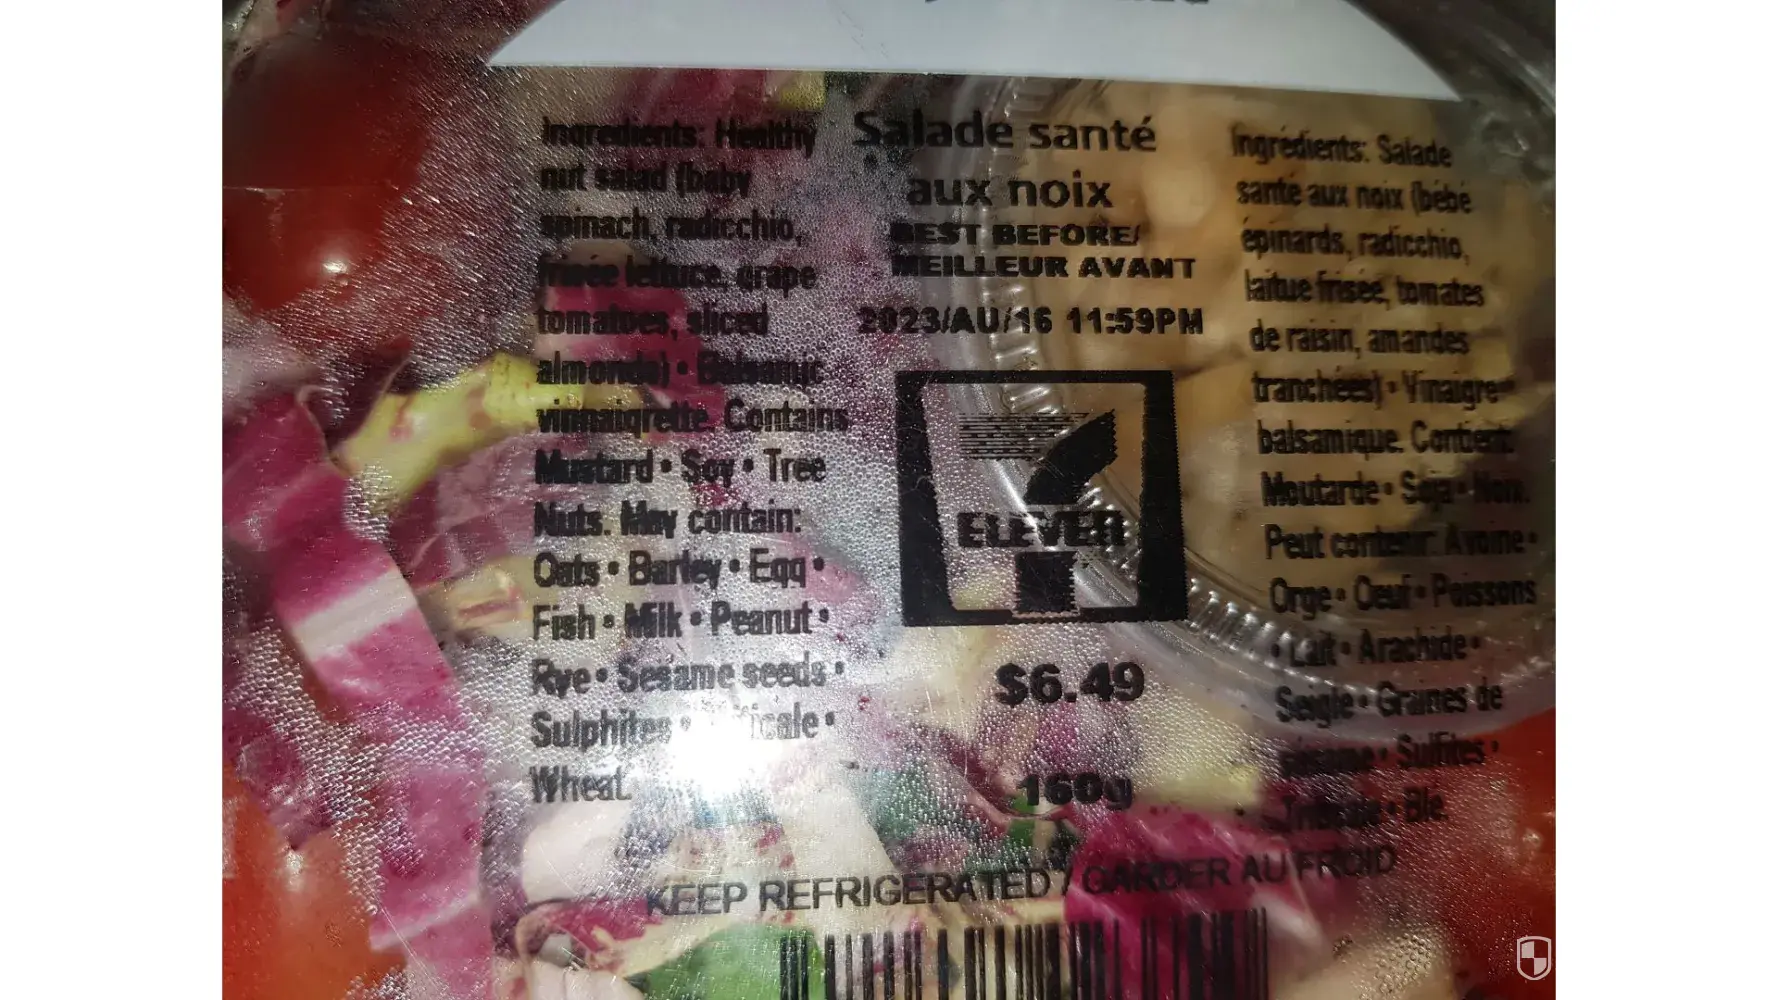 Ingredients: Healthy
nut salad (baby
spinach, radicchio,
frisée lettuce, grape
tomatoes, sliced
almonds) • Balsamic
vinnaigrette. Contains
Mustard • Soy • Tree
Nuts. May contain:
Oats • Barley • Egg •
Fish • Milk • Peanut •
Rye • Sesame seeds •
Sulphites •
Wheat.
Salade santé
aux noix
BEST BEFORE/
MEILLEUR AVANT
2023/AU/16 11:59PM
7
ELEVEn
$6.49
160g
Ingrédients: Salade
santé aux noix (bébé
épinards, radicchio,
laitue frisée, tomates
de raisin, amandes
tranchées) • Vinaigre
balsamique. Contient:
Moutarde • Soja • Noix.
Peut contenir: Avoine •
Orge • Oeuf • Poissons
• Lait • Arachide •
Seigle • Graines de
sésame • Sulfites •
Triticale • Blé.
KEEP REFRIGERATED / GARDER AU FROID